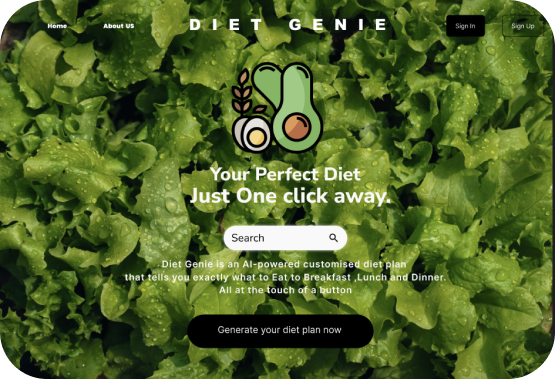 Home
About US
DIET GENIE
Sign In
Sign Up
Your Perfect Diet
Just One click away.
Search
Diet Genie is an AI-powered customised diet plan
that tells you exactly what to Eat to Breakfast ,Lunch and Dinner.
All at the touch of a button
Generate your diet plan now